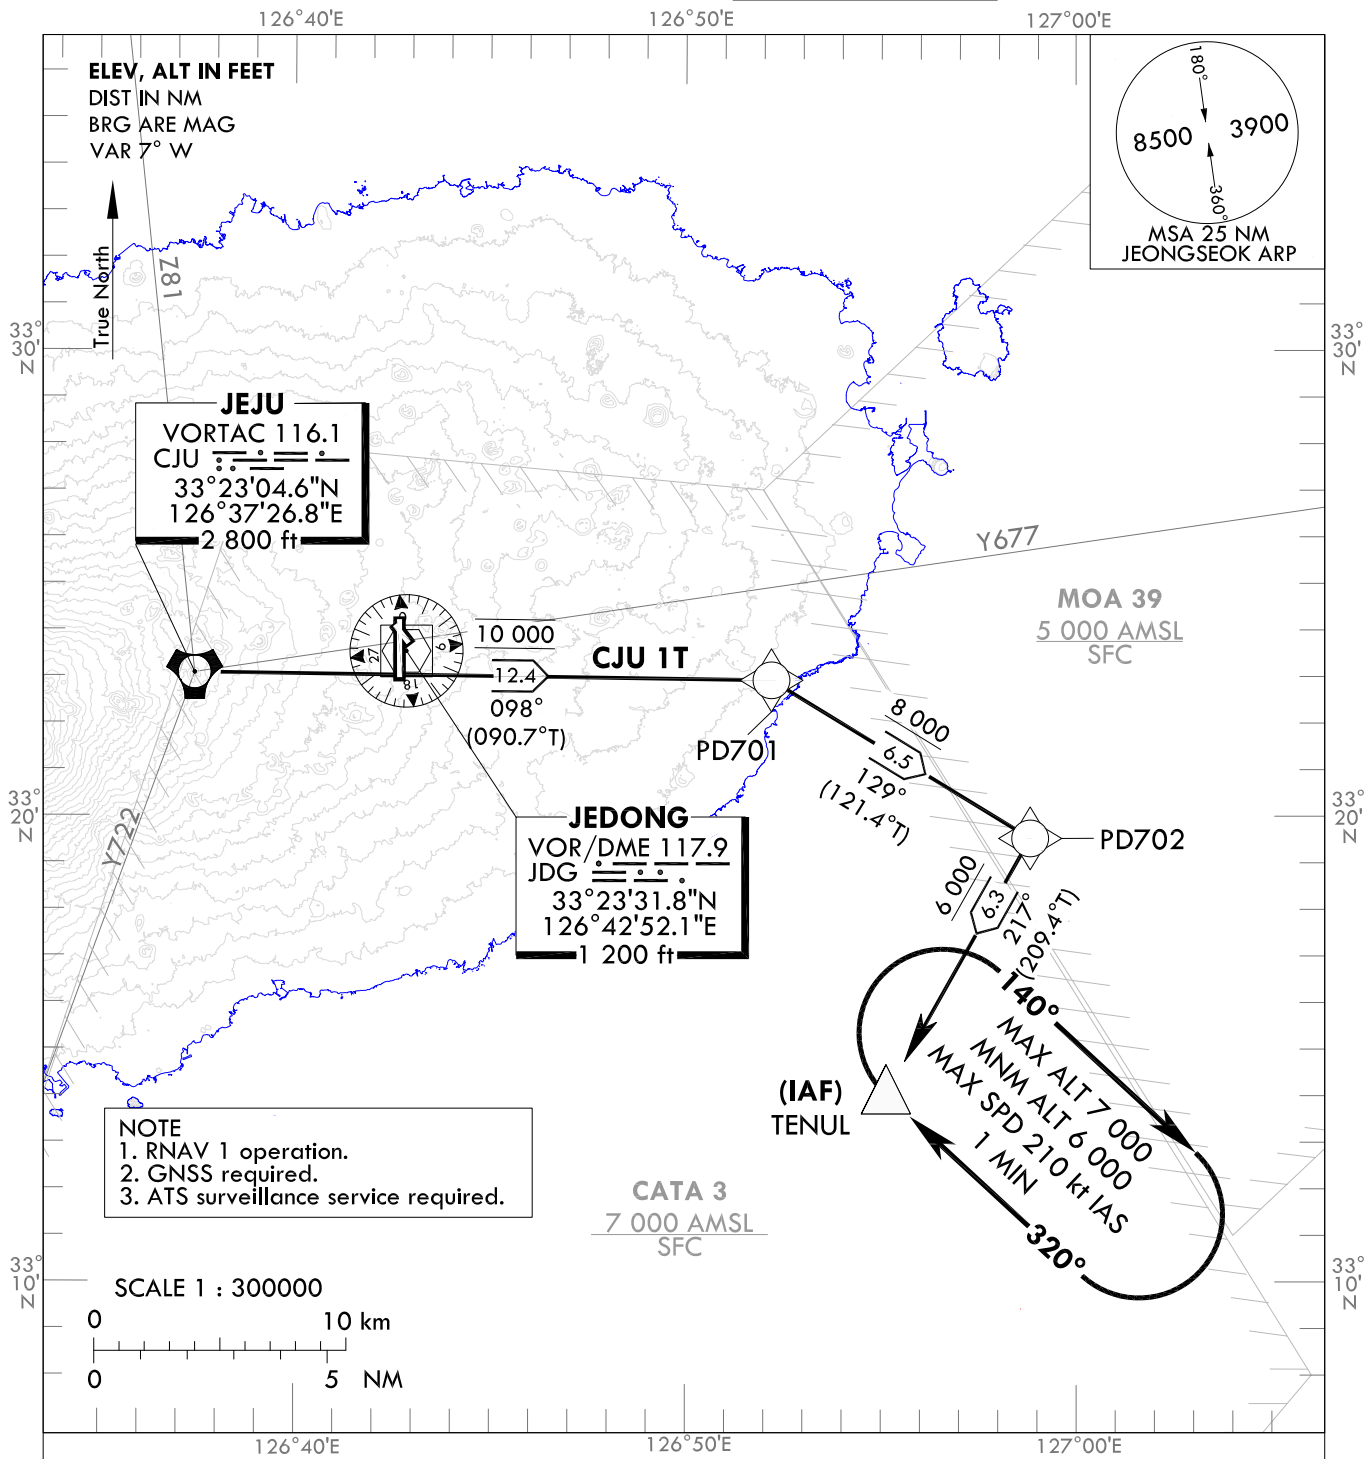 126°40'E
126°50'E
127°00'E
ELEV, ALT IN FEET
DIST IN NM
BRG ARE MAG
VAR 7° W
True North
Z81
180°
8500
3900
360°
MSA 25 NM
JEONGSEOK ARP
33°
30'
N
33°
30'
N
JEJU
VORTAC 116.1
CJU
33°23'04.6"N
126°37'26.8"E
2 800 ft
Y677
MOA 39
5 000 AMSL
SFC
0
9
18
27
10 000
12.4
098°
(090.7°T)
CJU 1T
PD701
8 000
6.5
129°
(121.4°T)
33°
20'
N
33°
20'
N
Y722
JEDONG
VOR/DME 117.9
JDG
33°23'31.8"N
126°42'52.1"E
1 200 ft
PD702
6 000
6.3
217°
(209.4°T)
140°
MAX ALT 7 000
MNM ALT 6 000
MAX SPD 210 kt IAS
1 MIN
320°
(IAF)
TENUL
NOTE
1. RNAV 1 operation.
2. GNSS required.
3. ATS surveillance service required.
CATA 3
7 000 AMSL
SFC
33°
10'
N
33°
10'
N
SCALE 1 : 300000
0 10 km
0 5 NM
126°40'E
126°50'E
127°00'E